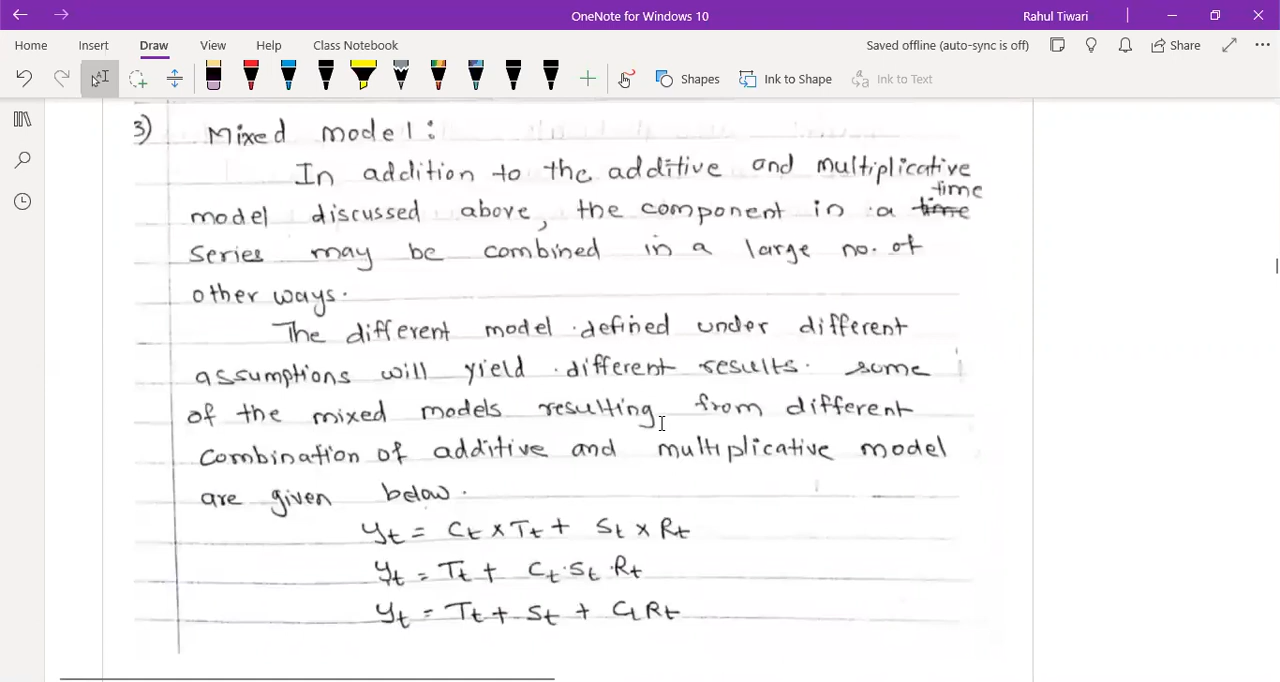 OneNote for Windows 10
Rahul Tiwari
Home Insert Draw View Help Class Notebook
Saved offline (auto-sync is off)
Share
Shapes
Ink to Shape
Ink to Text
3) Mixed model:
In addition to the additive and multiplicative
model discussed above, the component in a time time
series may be combined in a large no. of
other ways.
The different model defined under different
assumptions will yield different results. some
of the mixed models resulting from different
combination of additive and multiplicative model
are given below.
yt = Ct × Tt + St × Rt
yt = Tt + Ct·St·Rt
yt = Tt + St + CtRt